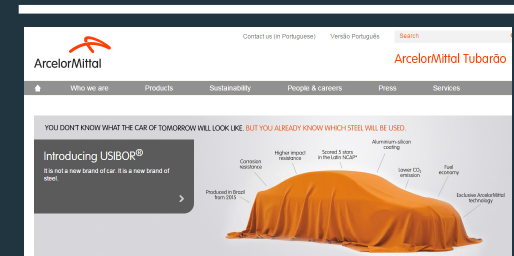 Contact us (in Portuguese) Versão Português Search
ArcelorMittal
ArcelorMittal Tubarão
Who we are Products Sustainability People & careers Press Services
YOU DON'T KNOW WHAT THE CAR OF TOMORROW WILL LOOK LIKE. BUT YOU ALREADY KNOW WHICH STEEL WILL BE USED.
Introducing USIBOR®
It is not a new brand of car. It is a new brand of
steel.
Produced in Brazil
from 2015
Corrosion
resistance
Higher impact
resistance
Scored 5 stars
in the Latin NCAP*
Aluminum-silicon
coating
Lower CO₂
emission
Fuel
economy
Exclusive ArcelorMittal
technology